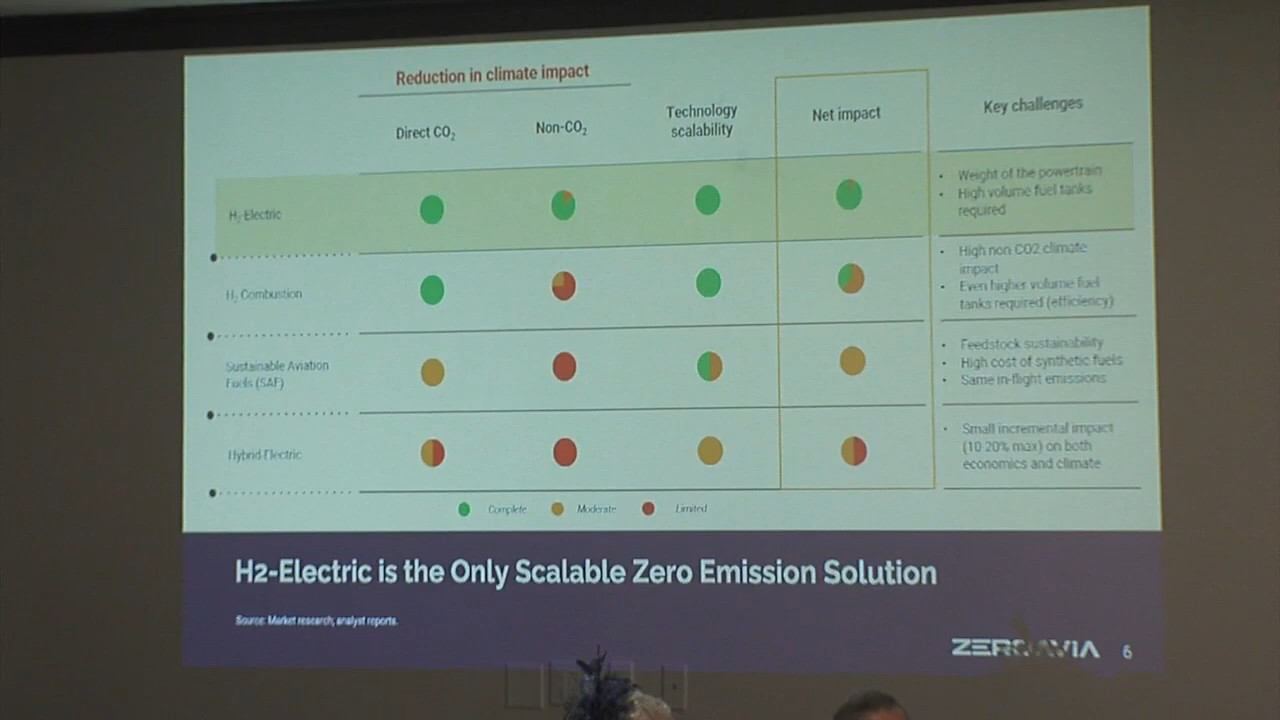 Reduction in climate impact
Direct CO₂
Non-CO₂
Technology
scalability
Net impact
Key challenges
H₂-Electric
• Weight of the powertrain
• High volume fuel tanks
required
H₂ Combustion
• High non CO2 climate
impact
• Even higher volume fuel
tanks required (efficiency)
Sustainable Aviation
Fuels (SAF)
• Feedstock sustainability
• High cost of synthetic fuels
• Same in-flight emissions
Hybrid-Electric
• Small incremental impact
(10-20% max) on both
economics and climate
Complete
Moderate
Limited
H2-Electric is the Only Scalable Zero Emission Solution
Source: Market research, analyst reports.
ZEROAVIA
6